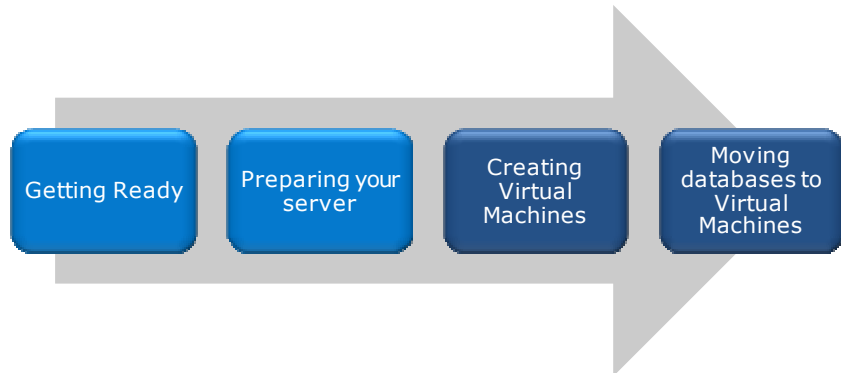 Getting Ready
Preparing your
server
Creating
Virtual
Machines
Moving
databases to
Virtual
Machines